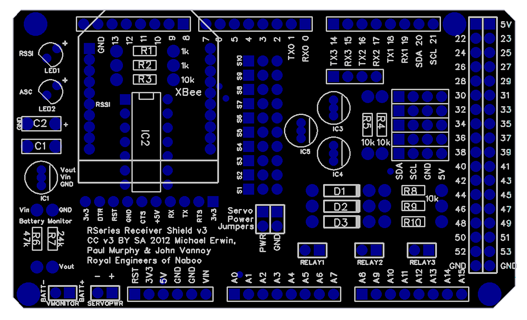 GND 13 12 11 10 9 8 7 6 5 4 3 2 TX0 1 RX0 0 TX3 14 RX3 15 TX2 16 RX2 17 TX1 18 RX1 19 SDA 20 SCL 21
5V
22
24
26
28
30
32
34
36
38
23
25
27
29
31
33
35
37
39
40
42
44
46
48
50
52
GND
41
43
45
47
49
51
53
GND
RSSI
+
LED1
ASC
+
LED2
GND
C2
+
C1
Vout
Vin
GND
IC1
Vin
GND
Battery Monitor
47K
R6
R7
24K
Vout
BATT-
BATT+
VMONITOR
- +
SERVOPWR
R1 1k
R2 1k
R3 10k
XBee
RSSI
IC2
3v3 DTR RST GND CTS +5V RX TX RTS 3v3
RSeries Receiver Shield v3
CC v3 BY SA 2012 Michael Erwin,
Paul Murphy & John Vannoy
Royal Engineers of Naboo
S10
S9
S8
S7
S6
S5
S4
S3
S2
S1
Servo
Power
Jumpers
PWR
GND
IC3
IC5
IC4
R5
R4
10k 10k
SDA SCL GND 5V
D1
D2
D3
R8
R9
R10
10k
RELAY1 RELAY2 RELAY3
RST 3V3 5V GND GND VIN
A0 A1 A2 A3 A4 A5 A6 A7
A8 A9 A10 A11 A12 A13 A14 A15